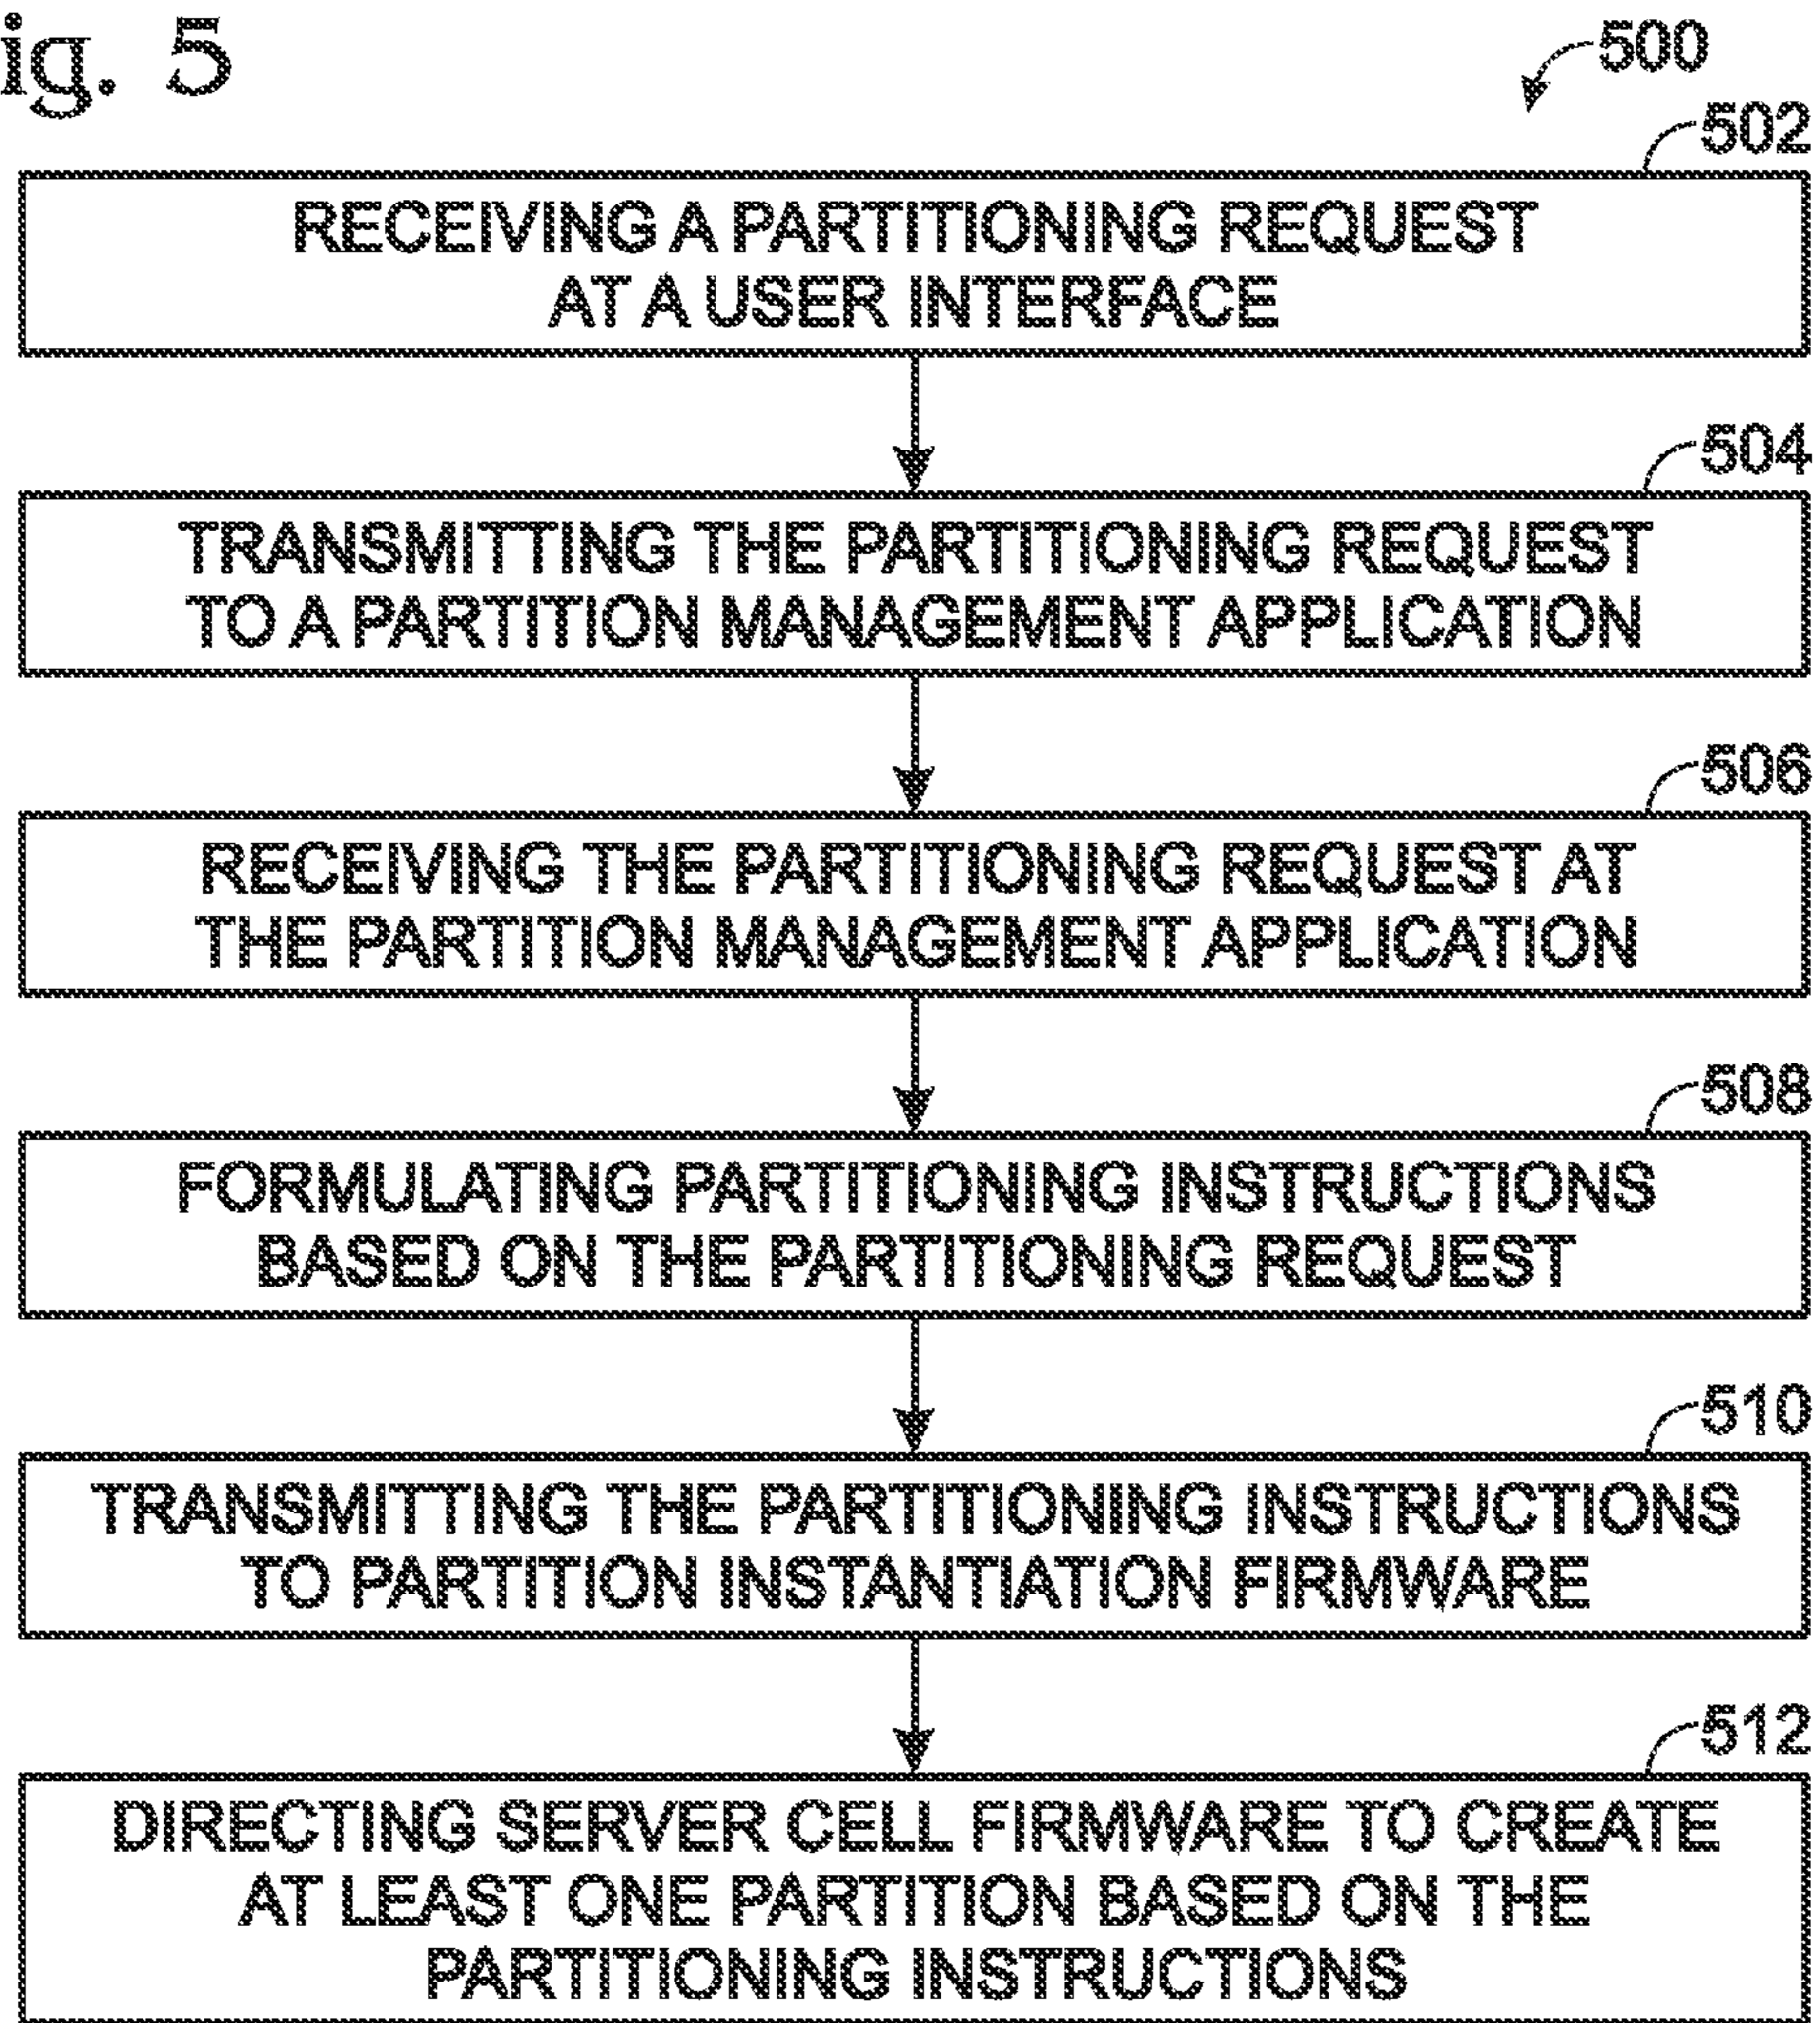 ig. 5
500
502
RECEIVING A PARTITIONING REQUEST
AT A USER INTERFACE
504
TRANSMITTING THE PARTITIONING REQUEST
TO A PARTITION MANAGEMENT APPLICATION
506
RECEIVING THE PARTITIONING REQUEST AT
THE PARTITION MANAGEMENT APPLICATION
508
FORMULATING PARTITIONING INSTRUCTIONS
BASED ON THE PARTITIONING REQUEST
510
TRANSMITTING THE PARTITIONING INSTRUCTIONS
TO PARTITION INSTANTIATION FIRMWARE
512
DIRECTING SERVER CELL FIRMWARE TO CREATE
AT LEAST ONE PARTITION BASED ON THE
PARTITIONING INSTRUCTIONS